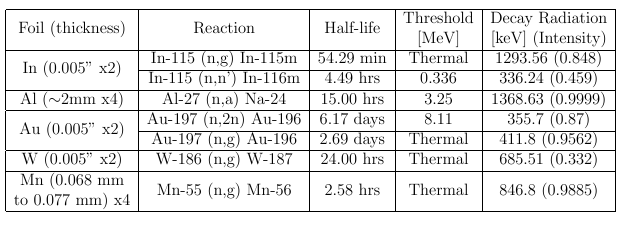 Foil (thickness) Reaction Half-life Threshold [MeV] Decay Radiation [keV] (Intensity)
In (0.005" x2) In-115 (n,g) In-115m 54.29 min Thermal 1293.56 (0.848)
In-115 (n,n') In-116m 4.49 hrs 0.336 336.24 (0.459)
Al (~2mm x4) Al-27 (n,a) Na-24 15.00 hrs 3.25 1368.63 (0.9999)
Au (0.005" x2) Au-197 (n,2n) Au-196 6.17 days 8.11 355.7 (0.87)
Au-197 (n,g) Au-196 2.69 days Thermal 411.8 (0.9562)
W (0.005" x2) W-186 (n,g) W-187 24.00 hrs Thermal 685.51 (0.332)
Mn (0.068 mm to 0.077 mm) x4 Mn-55 (n,g) Mn-56 2.58 hrs Thermal 846.8 (0.9885)